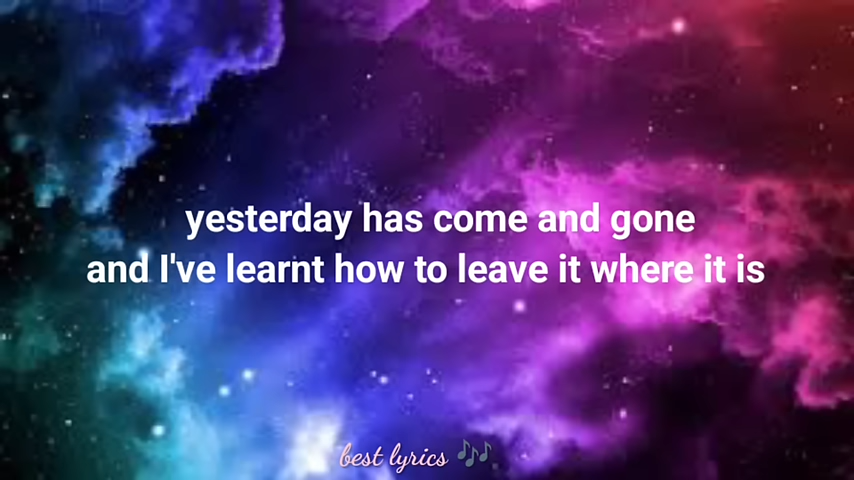 yesterday has come and gone
and I've learnt how to leave it where it is
best lyrics 🎶